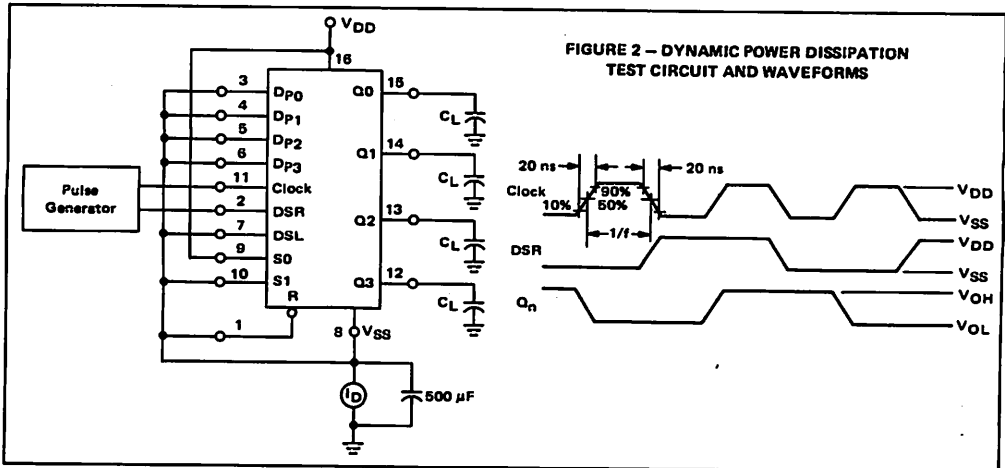 FIGURE 2 – DYNAMIC POWER DISSIPATION
TEST CIRCUIT AND WAVEFORMS
VDD
16
3 DP0
4 DP1
5 DP2
6 DP3
11 Clock
2 DSR
7 DSL
9 S0
10 S1
R
1
Q0 15
Q1 14
Q2 13
Q3 12
CL
CL
CL
CL
8 VSS
Pulse
Generator
ID
500 µF
20 ns
20 ns
Clock
10%
90%
50%
1/f
VDD
VSS
DSR
VDD
VSS
Qn
VOH
VOL